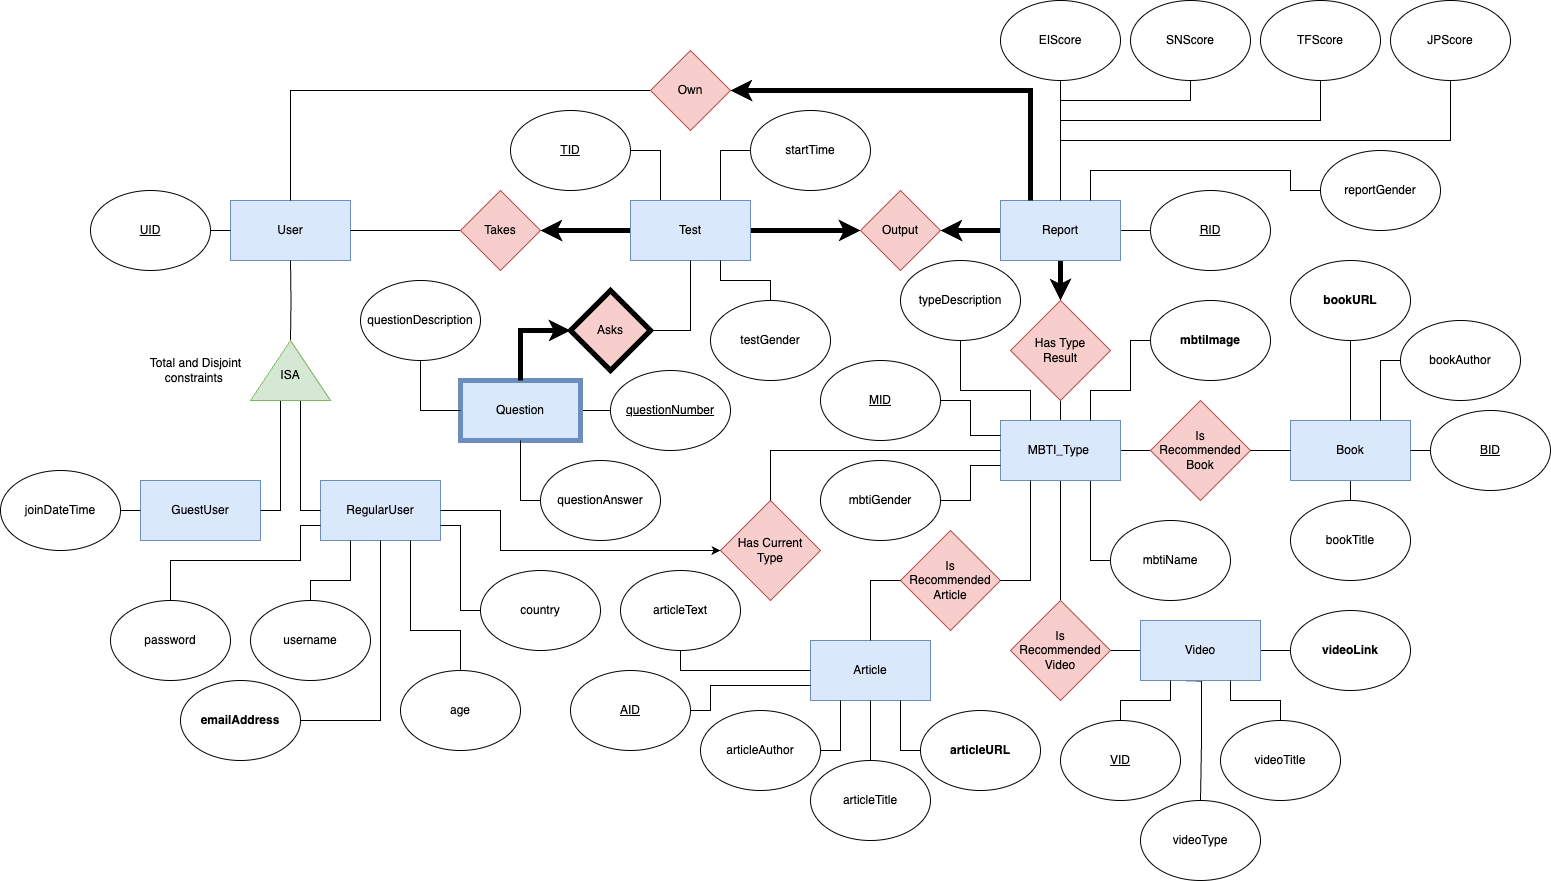 EIScore
SNScore
TFScore
JPScore
Own
TID
startTime
reportGender
UID
User
Takes
Test
Output
Report
RID
typeDescription
bookURL
questionDescription
Asks
testGender
Has Type
Result
mbtiImage
bookAuthor
Total and Disjoint
constraints
ISA
Question
questionNumber
MID
MBTI_Type
Is
Recommended
Book
Book
BID
questionAnswer
mbtiGender
joinDateTime
GuestUser
RegularUser
Has Current
Type
bookTitle
Is
Recommended
Article
mbtiName
password
username
country
articleText
Is
Recommended
Video
Video
videoLink
Article
emailAddress
age
AID
articleAuthor
articleURL
VID
videoTitle
articleTitle
videoType